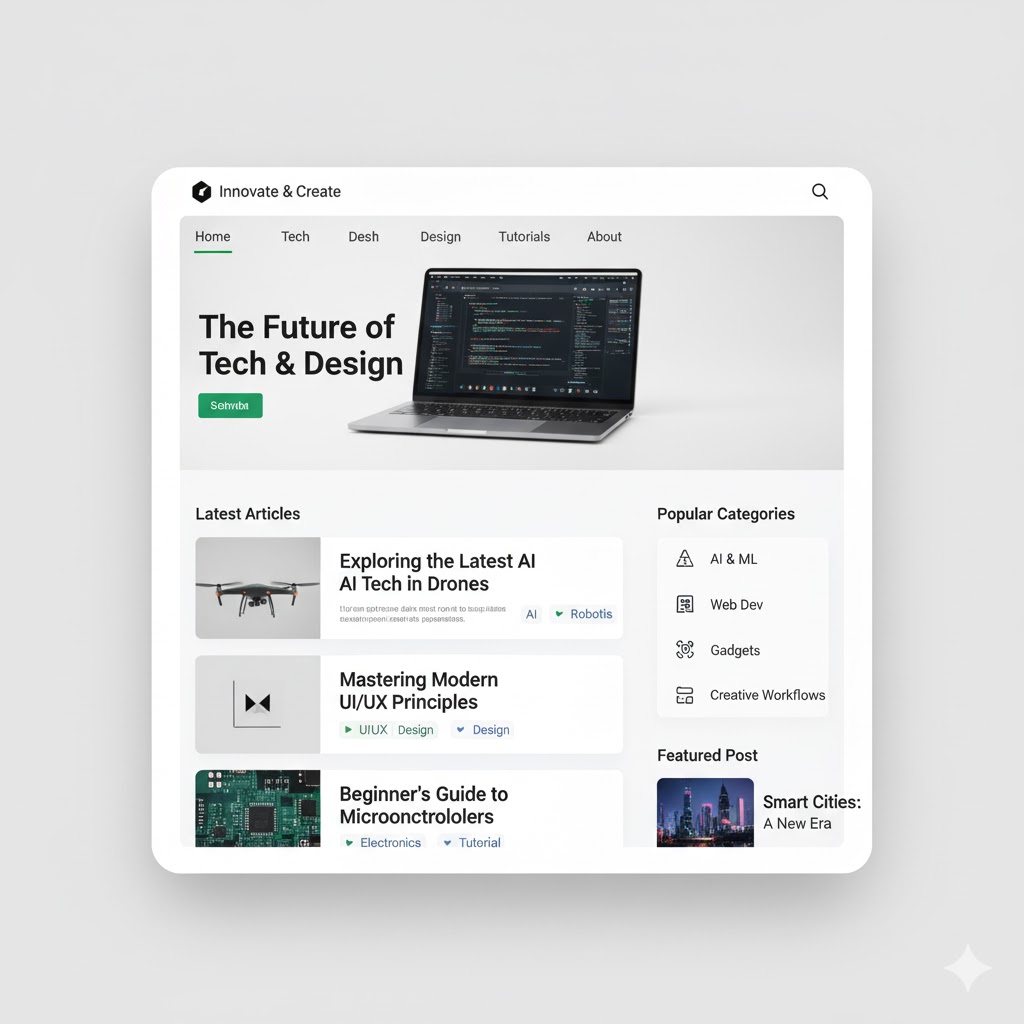 Innovate & Create
Home Tech Desh Design Tutorials About
The Future of
Tech & Design
Latest Articles
Exploring the Latest AI
AI Tech in Drones
AI Robotis
Mastering Modern
UI/UX Principles
UIUX Design Design
Beginner's Guide to
Microonctrololers
Electronics Tutorial
Popular Categories
AI & ML
Web Dev
Gadgets
Creative Workflows
Featured Post
Smart Cities:
A New Era